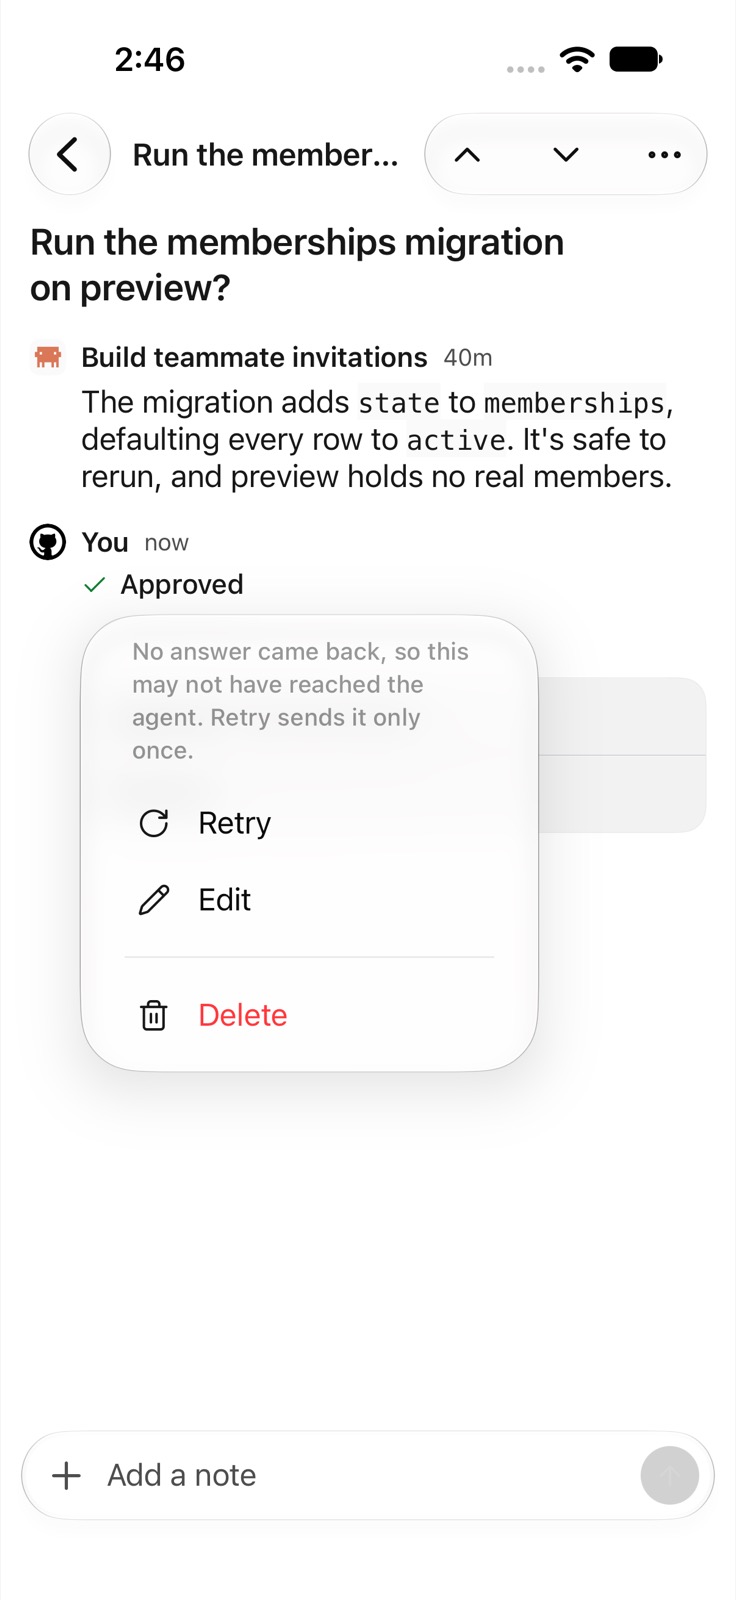 2:46
Run the member...
Run the memberships migration
on preview?
Build teammate invitations 40m
The migration adds state to memberships,
defaulting every row to active. It's safe to
rerun, and preview holds no real members.
You now
Approved
No answer came back, so this
may not have reached the
agent. Retry sends it only
once.
Retry
Edit
Delete
Add a note